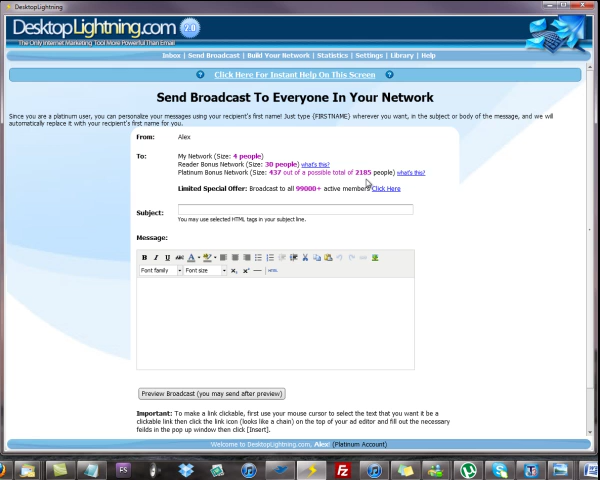 DesktopLightning
DesktopLightning.com 2.0
The Only Internet Marketing Tool More Powerful Than Email
Inbox | Send Broadcast | Build Your Network | Statistics | Settings | Library | Help
? Click Here For Instant Help On This Screen ?
Send Broadcast To Everyone In Your Network
Since you are a platinum user, you can personalize your messages using your recipient's first name! Just type {FIRSTNAME} wherever you want, in the subject or body of the message, and we will
automatically replace it with your recipient's first name for you.
From: Alex
To: My Network (Size: 4 people)
Reader Bonus Network (Size: 30 people) what's this?
Platinum Bonus Network (Size: 437 out of a possible total of 2185 people) what's this?
Limited Special Offer: Broadcast to all 99000+ active members Click Here
Subject:
You may use selected HTML tags in your subject line.
Message:
B I U ABC A
Font family Font size x, x² HTML
Preview Broadcast (you may send after preview)
Important: To make a link clickable, first use your mouse cursor to select the text that you want it be a
clickable link then click the link icon (looks like a chain) on the top of your ad editor and fill out the necessary
feilds in the pop up window then click [Insert].
Welcome to DesktopLightning.com, Alex! (Platinum Account)
FS Fz µ S T W